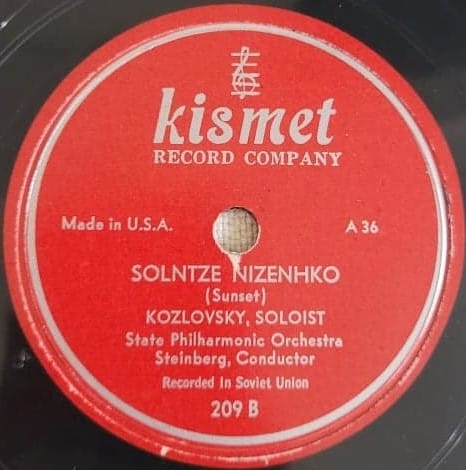 kismet
RECORD COMPANY
Made in U.S.A. A 36
SOLNTZE NIZENHKO
(Sunset)
KOZLOVSKY, SOLOIST
State Philharmonic Orchestra
Steinberg, Conductor
Recorded in Soviet Union
209 B